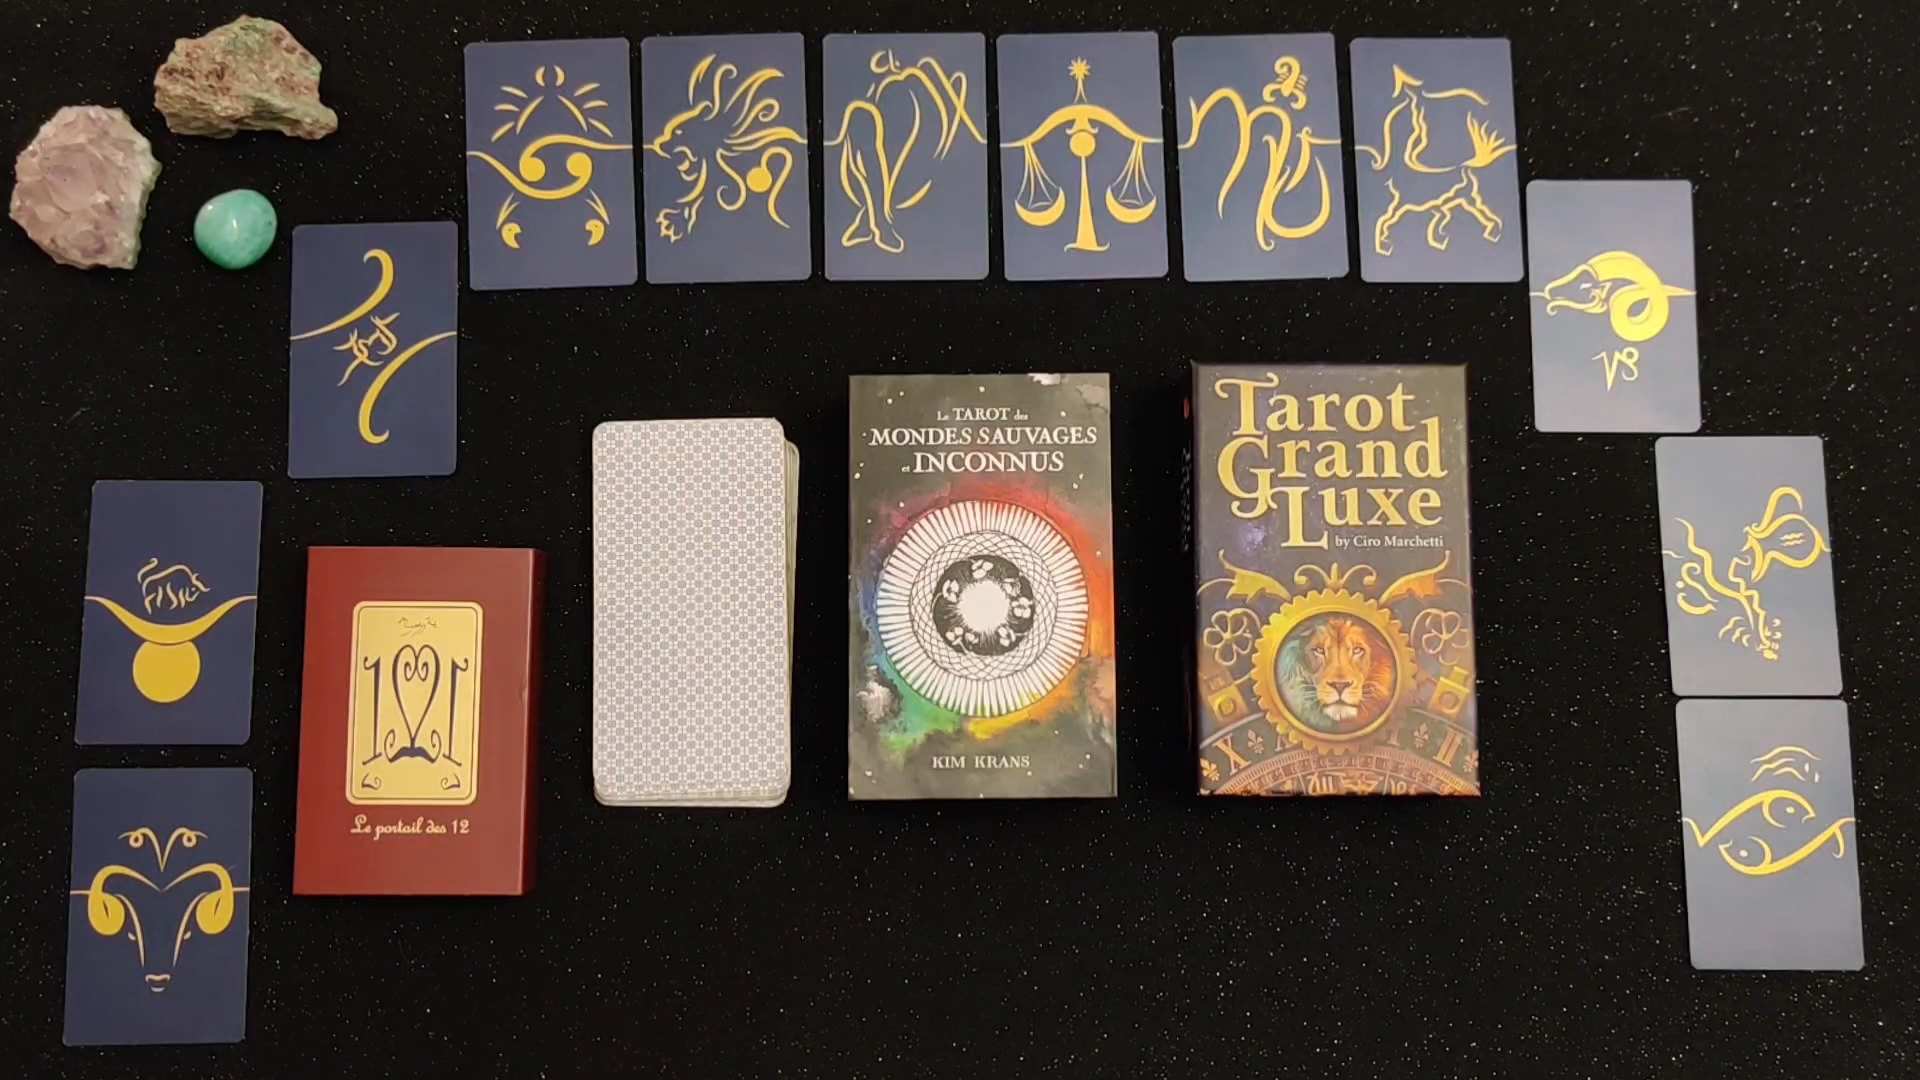 Le portail des 12
Le TAROT des
MONDES SAUVAGES
et INCONNUS
KIM KRANS
Tarot
Grand
Luxe
by Ciro Marchetti